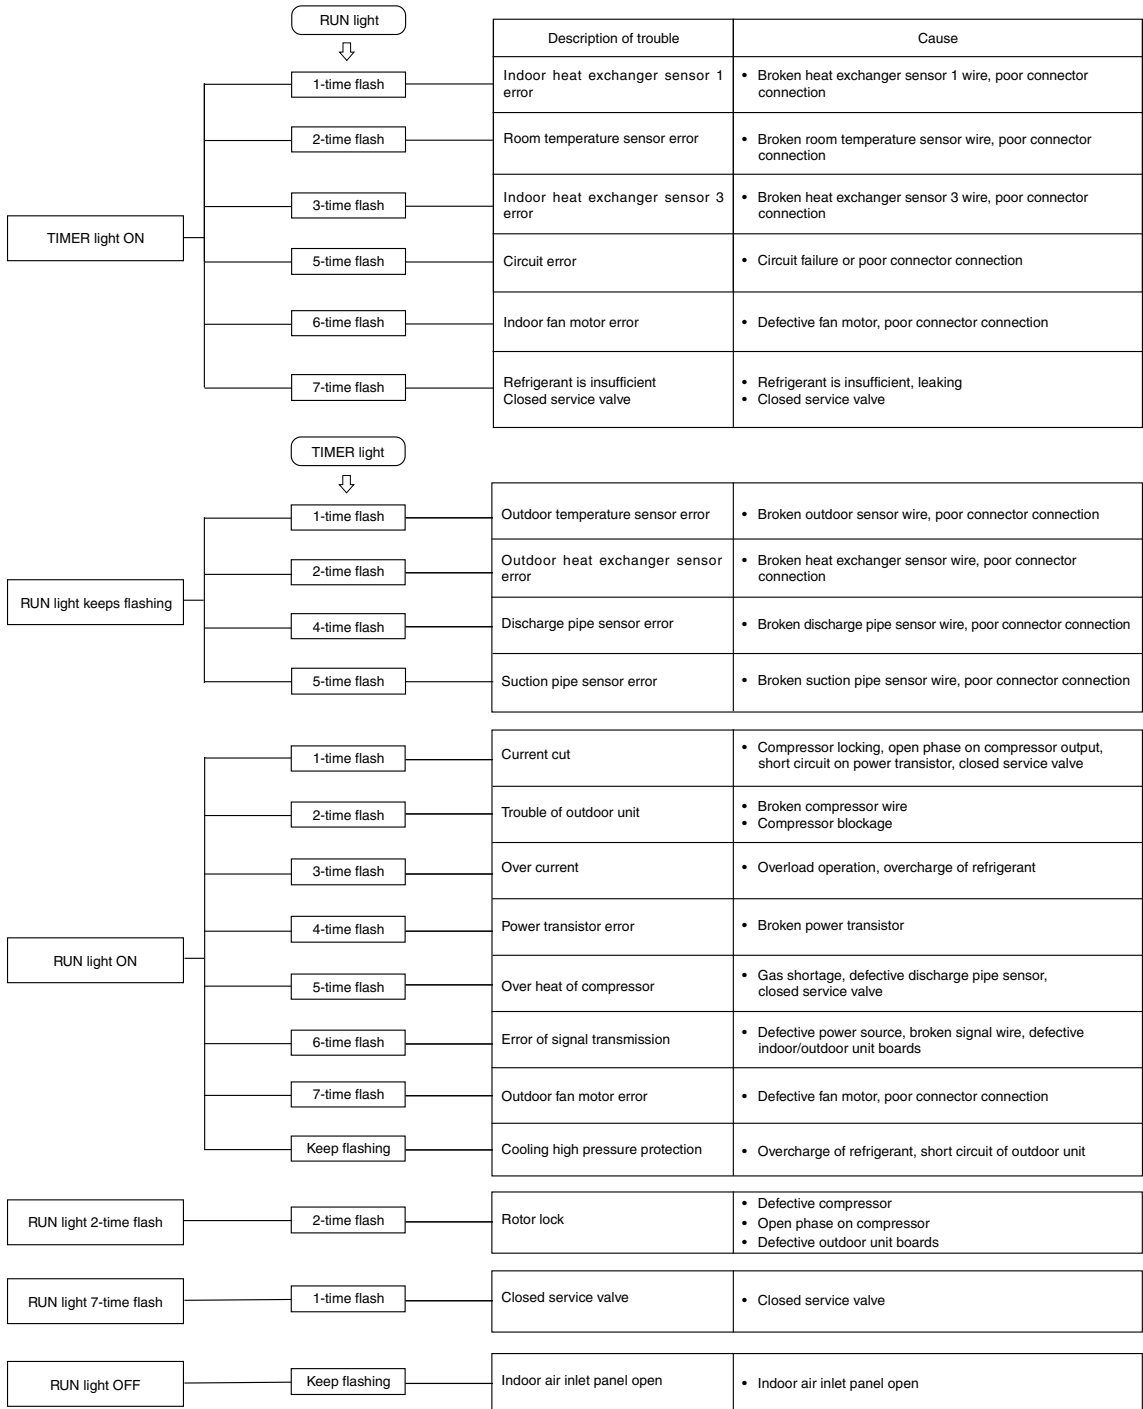 RUN light
Description of trouble
Cause
TIMER light ON
1-time flash
Indoor heat exchanger sensor 1
error
• Broken heat exchanger sensor 1 wire, poor connector
connection
2-time flash
Room temperature sensor error
• Broken room temperature sensor wire, poor connector
connection
3-time flash
Indoor heat exchanger sensor 3
error
• Broken heat exchanger sensor 3 wire, poor connector
connection
5-time flash
Circuit error
• Circuit failure or poor connector connection
6-time flash
Indoor fan motor error
• Defective fan motor, poor connector connection
7-time flash
Refrigerant is insufficient
Closed service valve
• Refrigerant is insufficient, leaking
• Closed service valve
TIMER light
RUN light keeps flashing
1-time flash
Outdoor temperature sensor error
• Broken outdoor sensor wire, poor connector connection
2-time flash
Outdoor heat exchanger sensor
error
• Broken heat exchanger sensor wire, poor connector
connection
4-time flash
Discharge pipe sensor error
• Broken discharge pipe sensor wire, poor connector connection
5-time flash
Suction pipe sensor error
• Broken suction pipe sensor wire, poor connector connection
RUN light ON
1-time flash
Current cut
• Compressor locking, open phase on compressor output,
short circuit on power transistor, closed service valve
2-time flash
Trouble of outdoor unit
• Broken compressor wire
• Compressor blockage
3-time flash
Over current
• Overload operation, overcharge of refrigerant
4-time flash
Power transistor error
• Broken power transistor
5-time flash
Over heat of compressor
• Gas shortage, defective discharge pipe sensor,
closed service valve
6-time flash
Error of signal transmission
• Defective power source, broken signal wire, defective
indoor/outdoor unit boards
7-time flash
Outdoor fan motor error
• Defective fan motor, poor connector connection
Keep flashing
Cooling high pressure protection
• Overcharge of refrigerant, short circuit of outdoor unit
RUN light 2-time flash
2-time flash
Rotor lock
• Defective compressor
• Open phase on compressor
• Defective outdoor unit boards
RUN light 7-time flash
1-time flash
Closed service valve
• Closed service valve
RUN light OFF
Keep flashing
Indoor air inlet panel open
• Indoor air inlet panel open